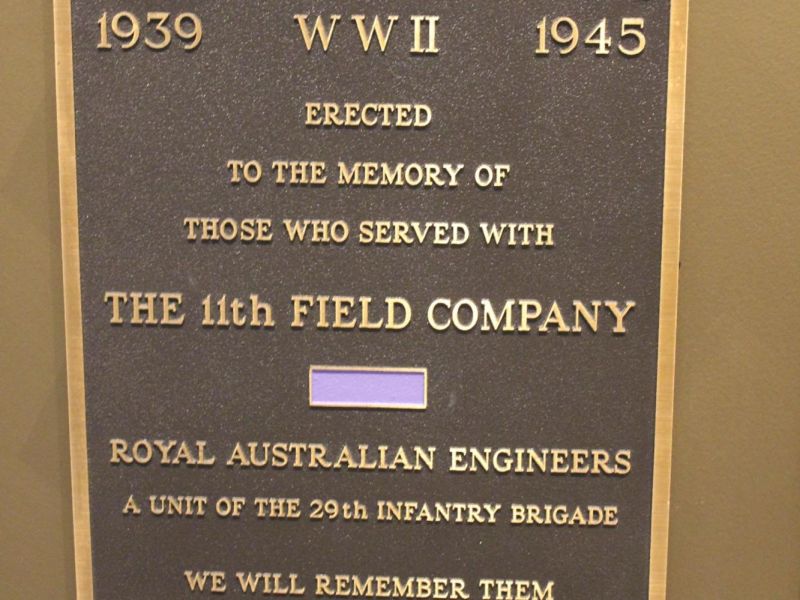 1939 WWII 1945
ERECTED
TO THE MEMORY OF
THOSE WHO SERVED WITH
THE 11th FIELD COMPANY
ROYAL AUSTRALIAN ENGINEERS
A UNIT OF THE 29th INFANTRY BRIGADE
WE WILL REMEMBER THEM